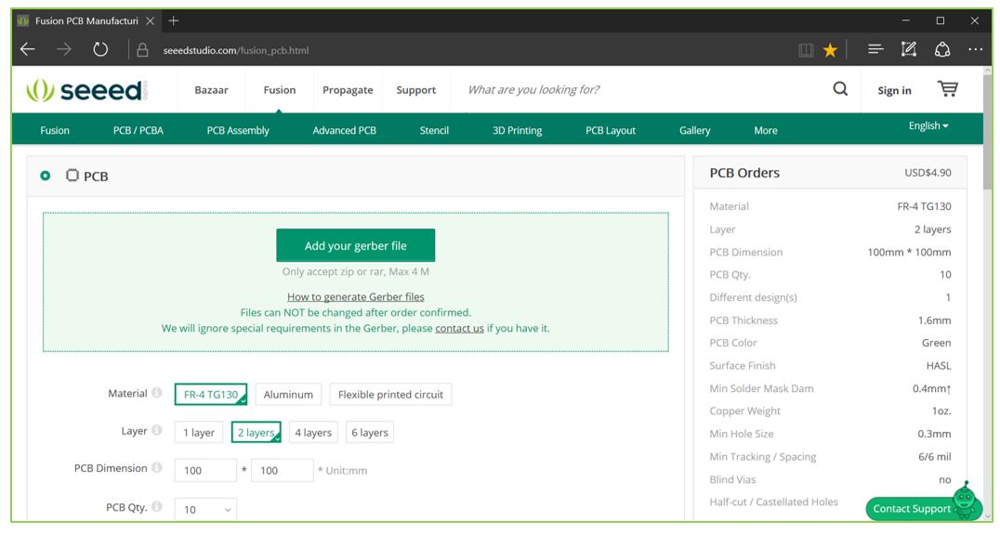 Fusion PCB Manufacturi
seeedstudio.com/fusion_pcb.html
seeed
Bazaar
Fusion
Propagate
Support
What are you looking for?
Sign in
Fusion
PCB / PCBA
PCB Assembly
Advanced PCB
Stencil
3D Printing
PCB Layout
Gallery
More
English
PCB
Add your gerber file
Only accept zip or rar, Max 4 M
How to generate Gerber files
Files can NOT be changed after order confirmed.
We will ignore special requirements in the Gerber, please contact us if you have it.
Material FR-4 TG130 Aluminum Flexible printed circuit
Layer 1 layer 2 layers 4 layers 6 layers
PCB Dimension 100 * 100 * Unit:mm
PCB Qty. 10
PCB Orders USD$4.90
Material FR-4 TG130
Layer 2 layers
PCB Dimension 100mm * 100mm
PCB Qty. 10
Different design(s) 1
PCB Thickness 1.6mm
PCB Color Green
Surface Finish HASL
Min Solder Mask Dam 0.4mm↑
Copper Weight 1oz.
Min Hole Size 0.3mm
Min Tracking / Spacing 6/6 mil
Blind Vias no
Half-cut / Castellated Holes
Contact Support